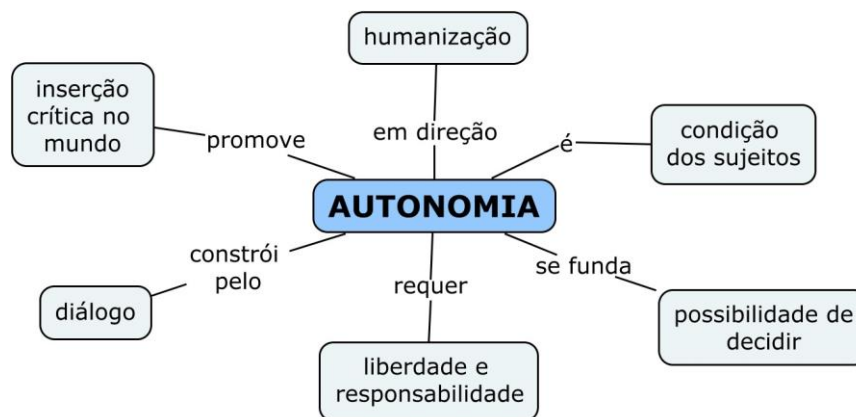 humanização
inserção
crítica no
mundo
promove
em direção
é
condição
dos sujeitos
AUTONOMIA
constrói
pelo
requer
se funda
diálogo
liberdade e
responsabilidade
possibilidade de
decidir